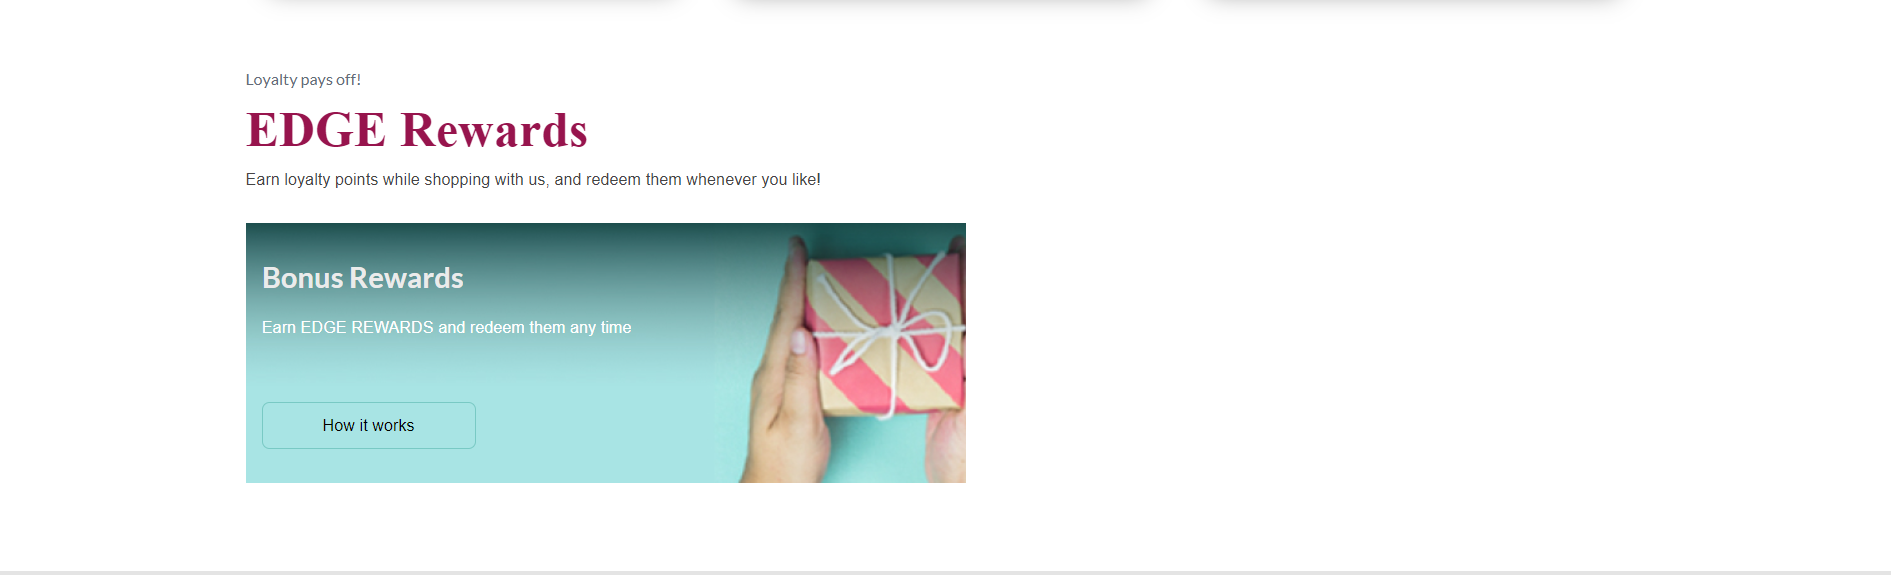 Loyalty pays off!
EDGE Rewards
Earn loyalty points while shopping with us, and redeem them whenever you like!
Bonus Rewards
Earn EDGE REWARDS and redeem them any time
How it works